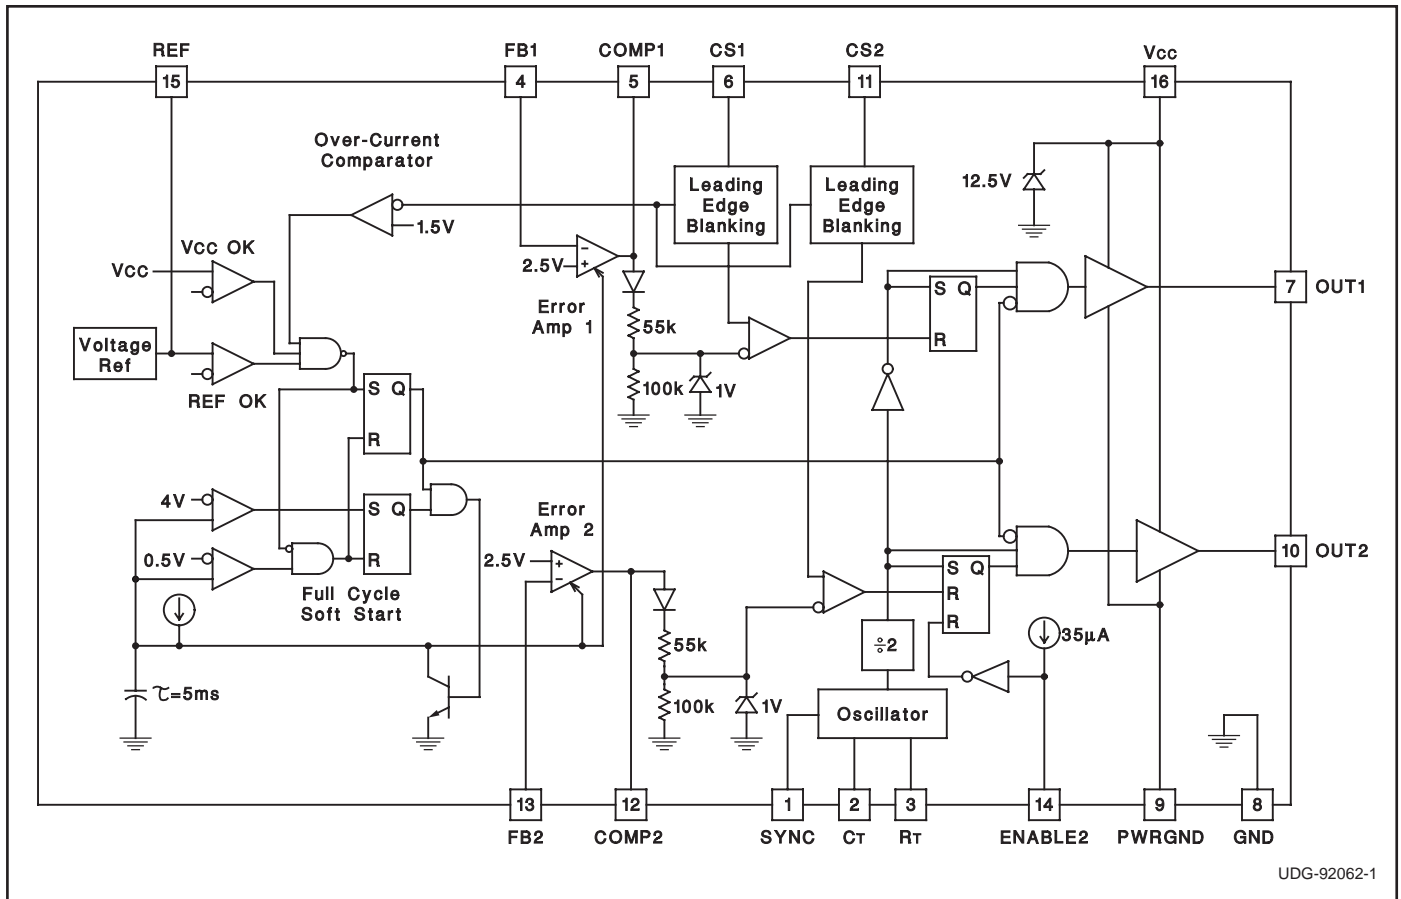 REF
FB1
COMP1
CS1
CS2
Vcc
15
4
5
6
11
16
Over-Current
Comparator
1.5V
Leading
Edge
Blanking
Leading
Edge
Blanking
12.5V
Vcc OK
Vcc
2.5V
Error
Amp 1
55k
100k
1V
S Q
R
7
OUT1
Voltage
Ref
REF OK
S Q
R
4V
0.5V
S Q
R
Full Cycle
Soft Start
Error
Amp 2
2.5V
10
OUT2
S Q
R
R
÷2
35µA
τ=5ms
55k
100k
1V
Oscillator
13
12
1
2
3
14
9
8
FB2
COMP2
SYNC
CT
RT
ENABLE2
PWRGND
GND
UDG-92062-1